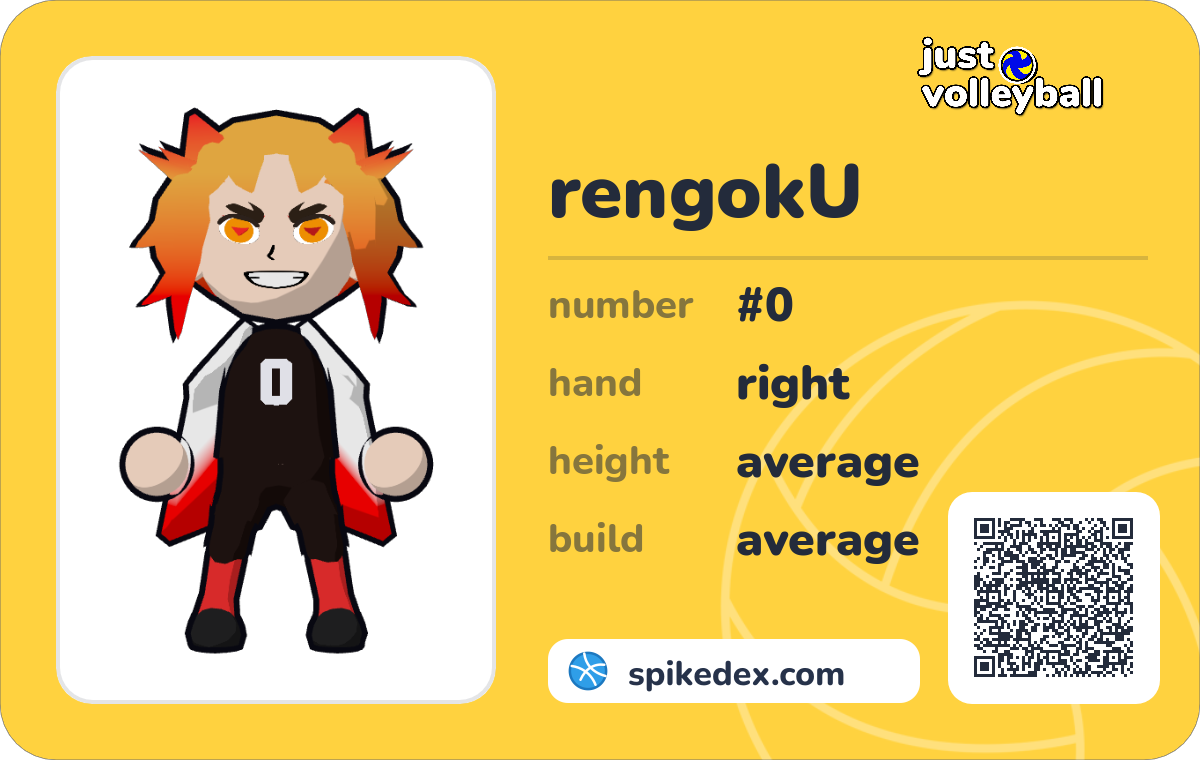 just
volleyball
rengokU
number #0
hand right
height average
build average
0
spikedex.com